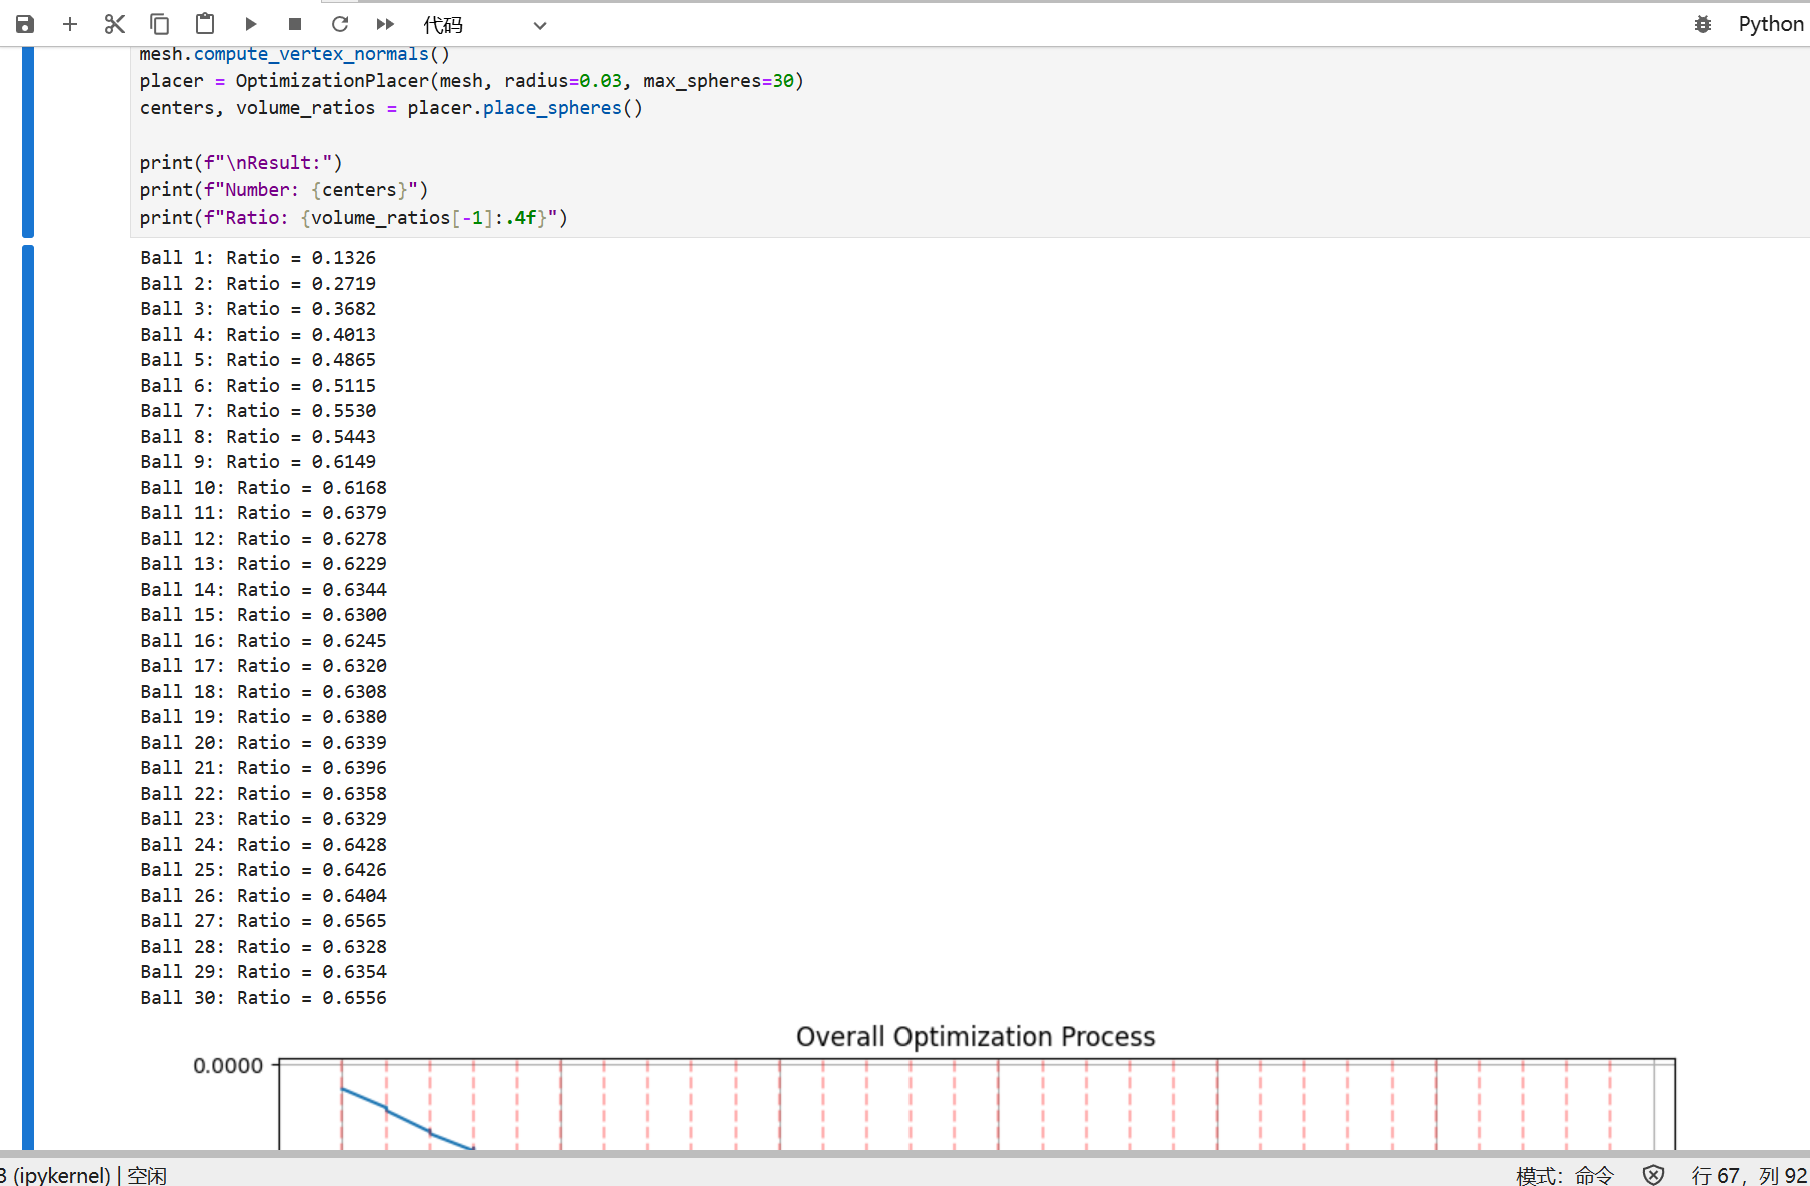 代码
Python
mesh.compute_vertex_normals()
placer = OptimizationPlacer(mesh, radius=0.03, max_spheres=30)
centers, volume_ratios = placer.place_spheres()
print(f"\nResult:")
print(f"Number: {centers}")
print(f"Ratio: {volume_ratios[-1]:.4f}")
Ball 1: Ratio = 0.1326
Ball 2: Ratio = 0.2719
Ball 3: Ratio = 0.3682
Ball 4: Ratio = 0.4013
Ball 5: Ratio = 0.4865
Ball 6: Ratio = 0.5115
Ball 7: Ratio = 0.5530
Ball 8: Ratio = 0.5443
Ball 9: Ratio = 0.6149
Ball 10: Ratio = 0.6168
Ball 11: Ratio = 0.6379
Ball 12: Ratio = 0.6278
Ball 13: Ratio = 0.6229
Ball 14: Ratio = 0.6344
Ball 15: Ratio = 0.6300
Ball 16: Ratio = 0.6245
Ball 17: Ratio = 0.6320
Ball 18: Ratio = 0.6308
Ball 19: Ratio = 0.6380
Ball 20: Ratio = 0.6339
Ball 21: Ratio = 0.6396
Ball 22: Ratio = 0.6358
Ball 23: Ratio = 0.6329
Ball 24: Ratio = 0.6428
Ball 25: Ratio = 0.6426
Ball 26: Ratio = 0.6404
Ball 27: Ratio = 0.6565
Ball 28: Ratio = 0.6328
Ball 29: Ratio = 0.6354
Ball 30: Ratio = 0.6556
Overall Optimization Process
0.0000
3 (ipykernel) | 空闲
模式：命令
行 67，列 92